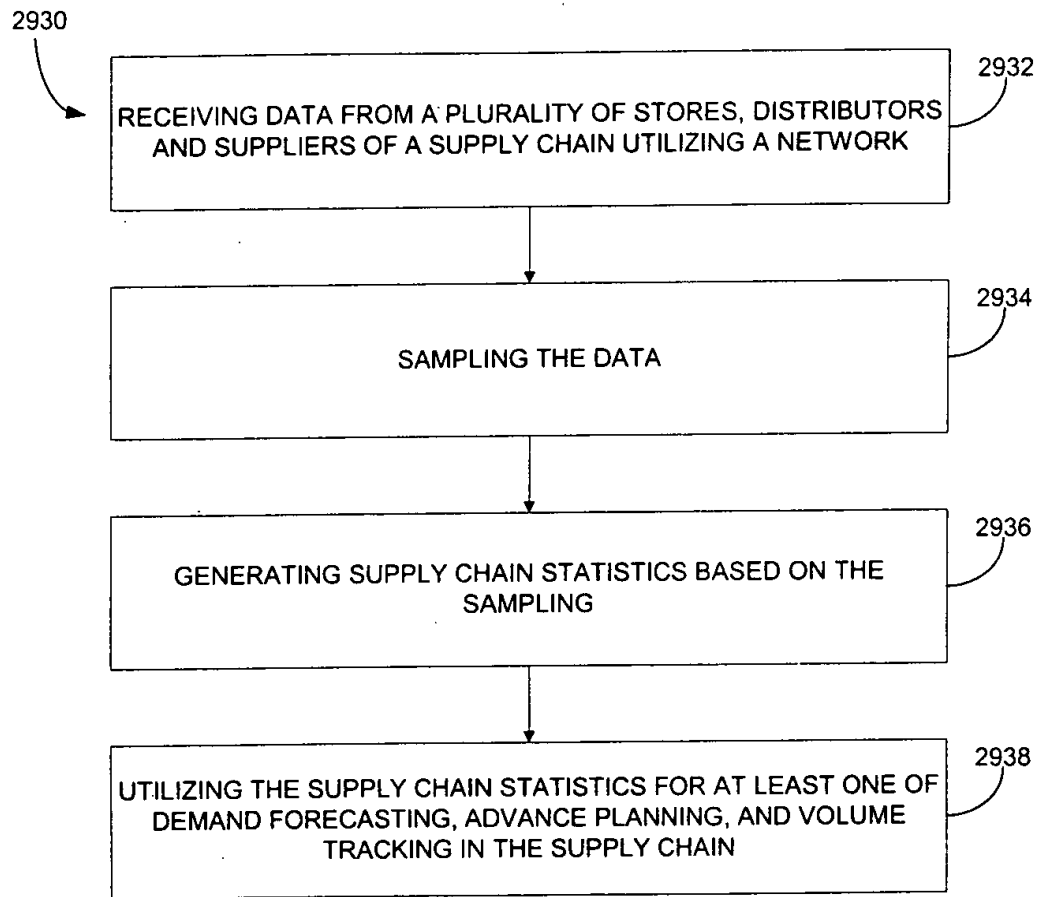 2930
2932
RECEIVING DATA FROM A PLURALITY OF STORES, DISTRIBUTORS
AND SUPPLIERS OF A SUPPLY CHAIN UTILIZING A NETWORK
2934
SAMPLING THE DATA
2936
GENERATING SUPPLY CHAIN STATISTICS BASED ON THE
SAMPLING
2938
UTILIZING THE SUPPLY CHAIN STATISTICS FOR AT LEAST ONE OF
DEMAND FORECASTING, ADVANCE PLANNING, AND VOLUME
TRACKING IN THE SUPPLY CHAIN